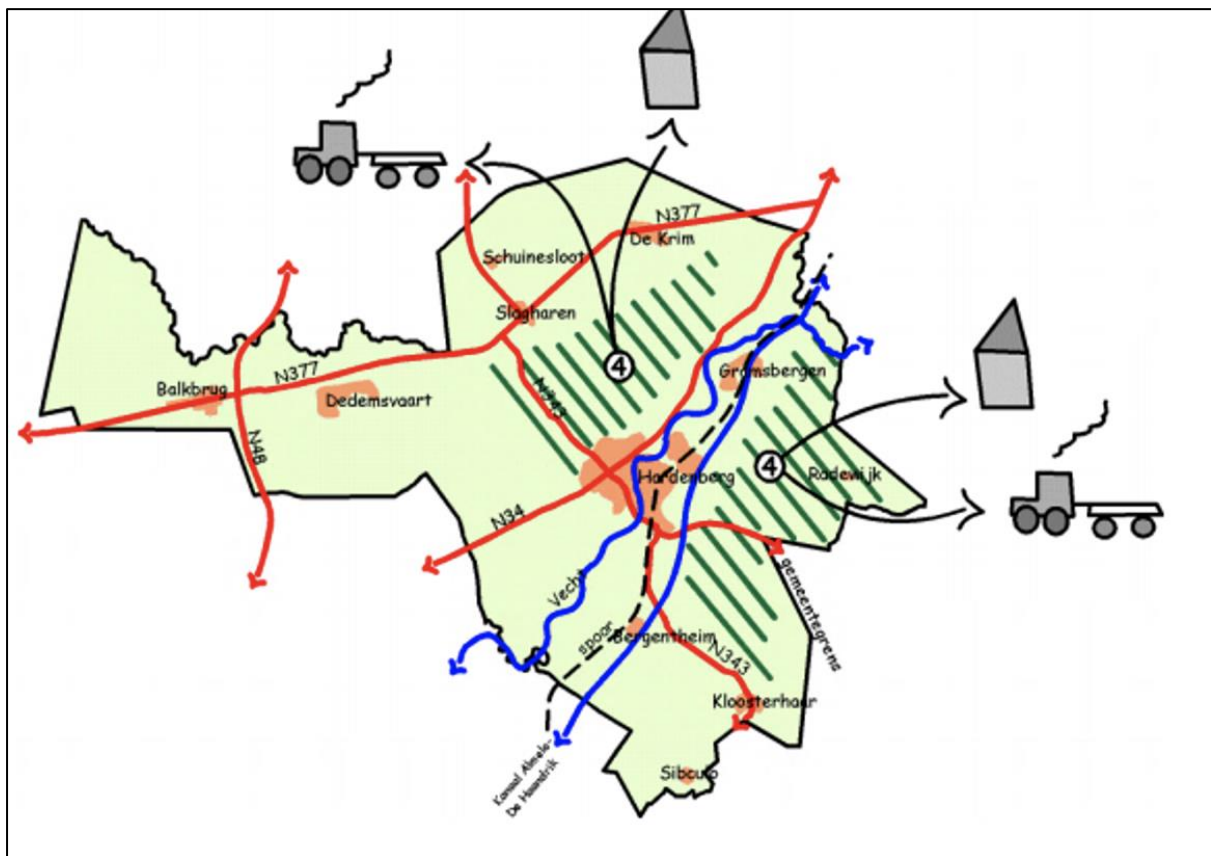 N377
De Krim
Schuinesloot
Slagharen
4
Gramsbergen
N377
Balkbrug
Dedemsvaart
N343
N48
Hardenberg
4
Radewijk
N34
Vecht
gemeentegrens
spoor
Bergentheim
N343
Kloosterhaar
Kanaal Almelo-
De Haandrik
Sibculo